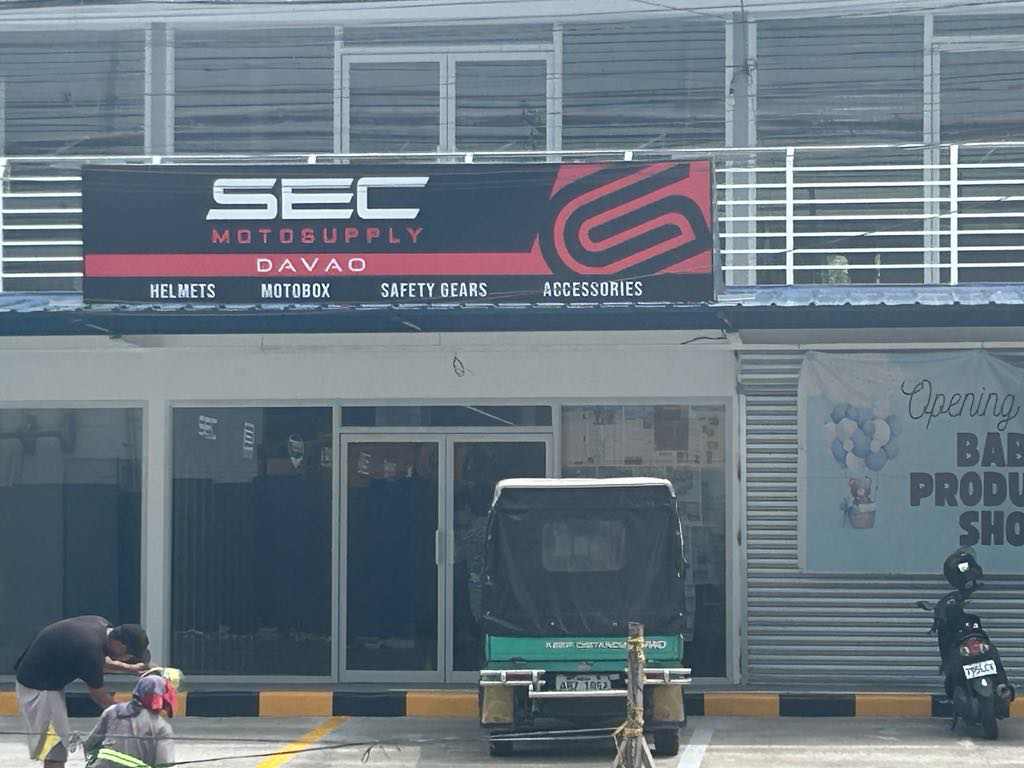 SEC
MOTOSUPPLY
DAVAO
HELMETS MOTOBOX SAFETY GEARS ACCESSORIES
Opening
BAB
PRODU
SHO
KEEP DISTANCE